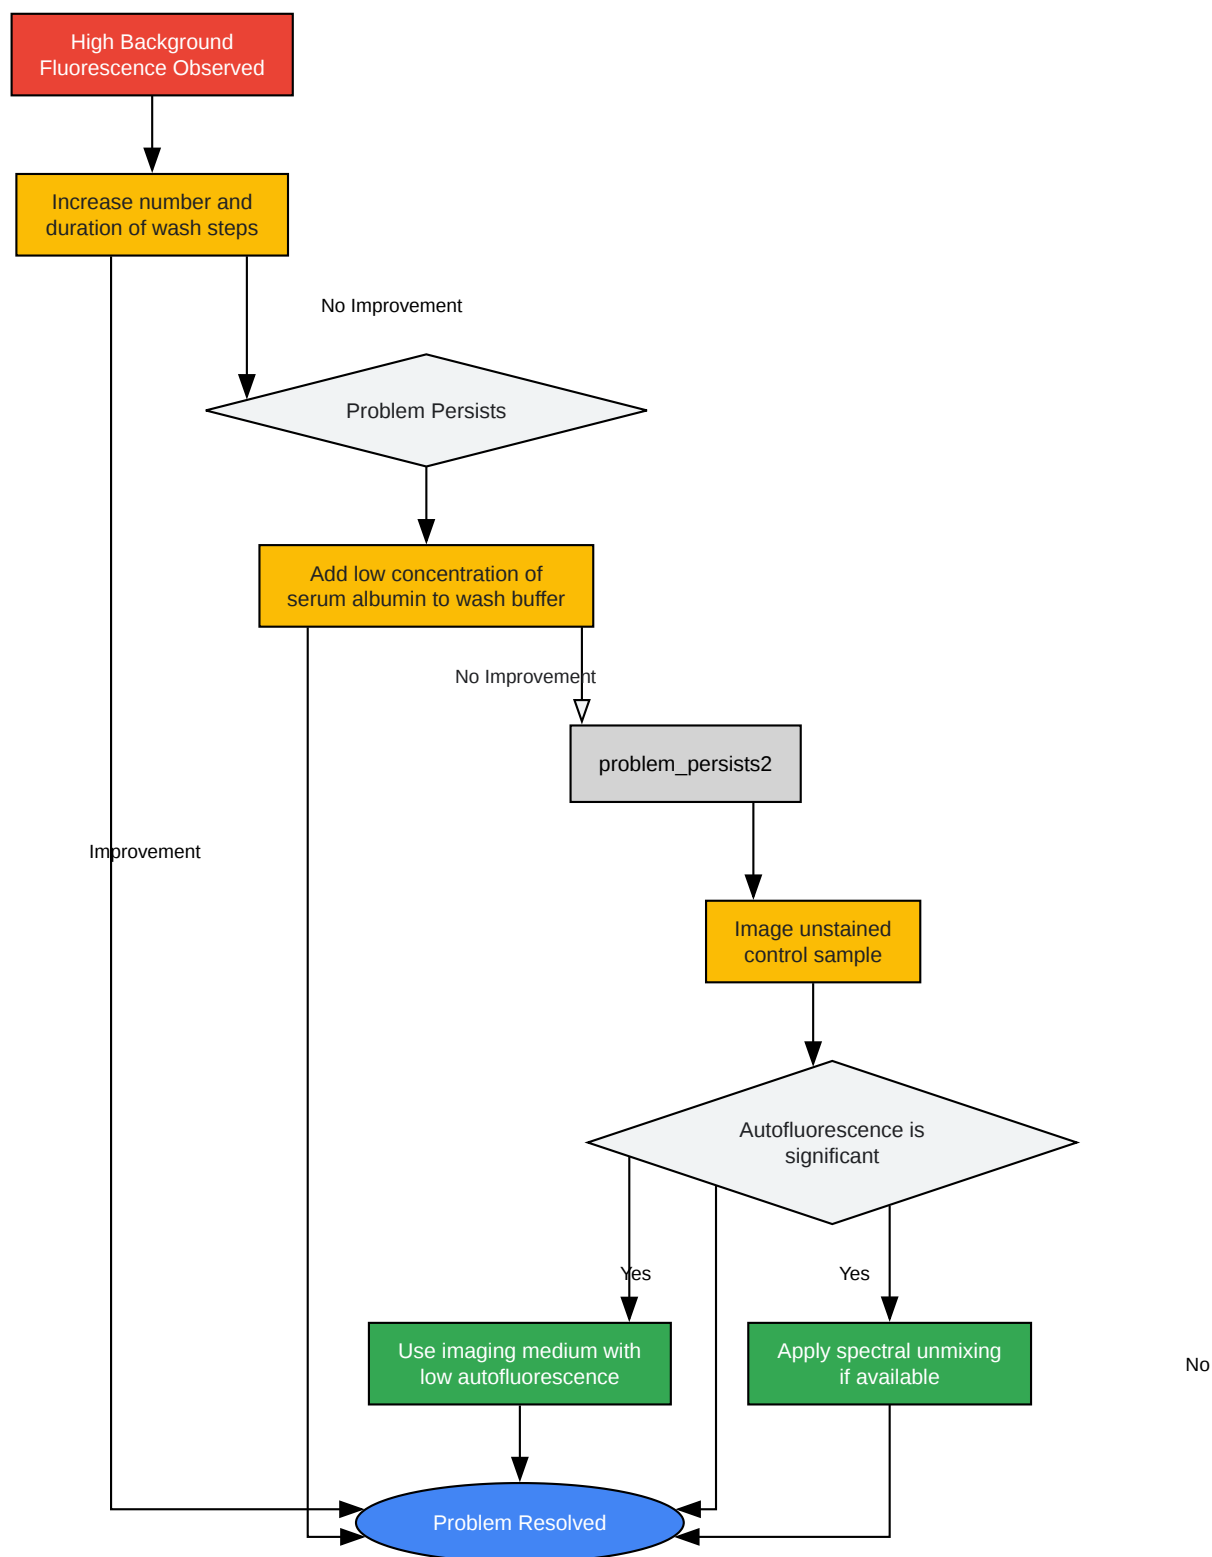 High Background
Fluorescence Observed
Increase number and
duration of wash steps
No Improvement
Problem Persists
Add low concentration of
serum albumin to wash buffer
No Improvement
problem_persists2
Improvement
Image unstained
control sample
Autofluorescence is
significant
Yes
Yes
Use imaging medium with
low autofluorescence
Apply spectral unmixing
if available
No
Problem Resolved